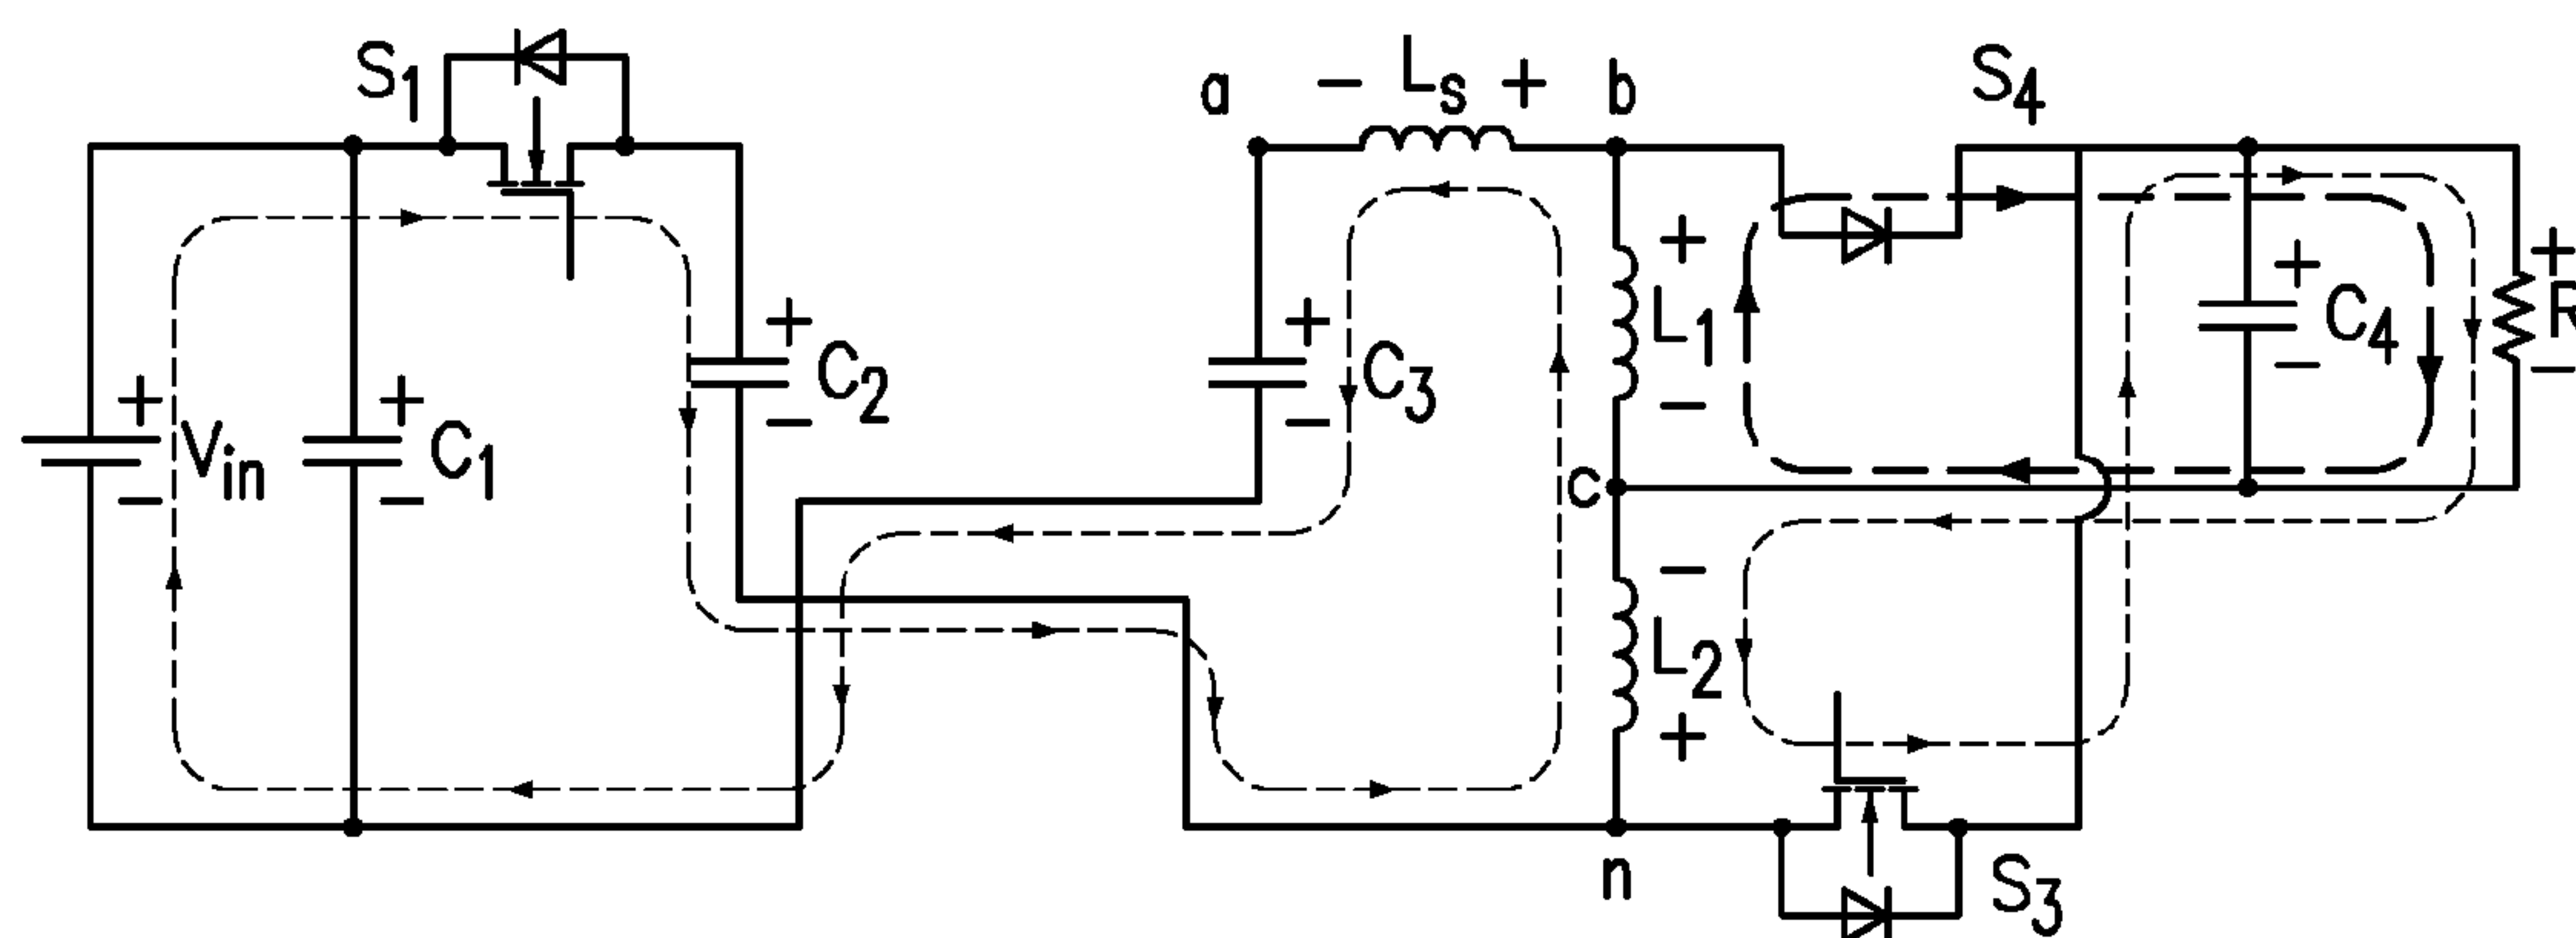 S1
a - Ls + b
S4
+ Vin -
+ C1 -
+ C2 -
+ C3 -
+ L1 -
c
- L2 +
+ C4 -
+ R -
n
S3